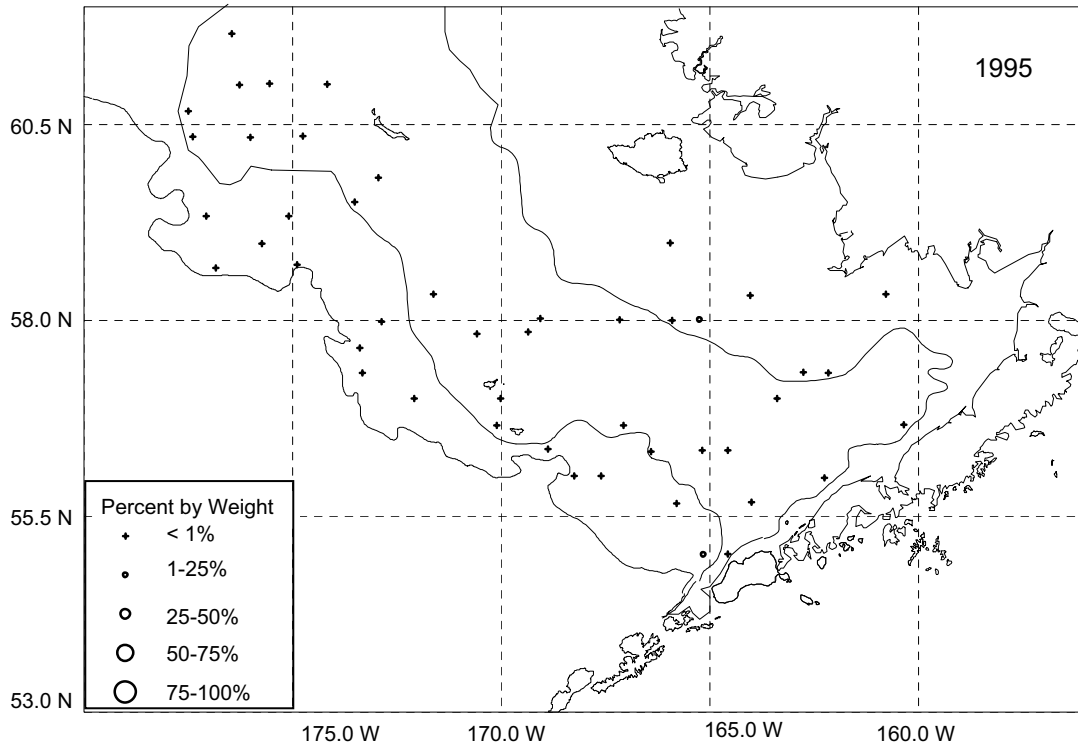 1995
60.5 N
58.0 N
55.5 N
53.0 N
Percent by Weight
< 1%
1-25%
25-50%
50-75%
75-100%
175.0 W
170.0 W
165.0 W
160.0 W